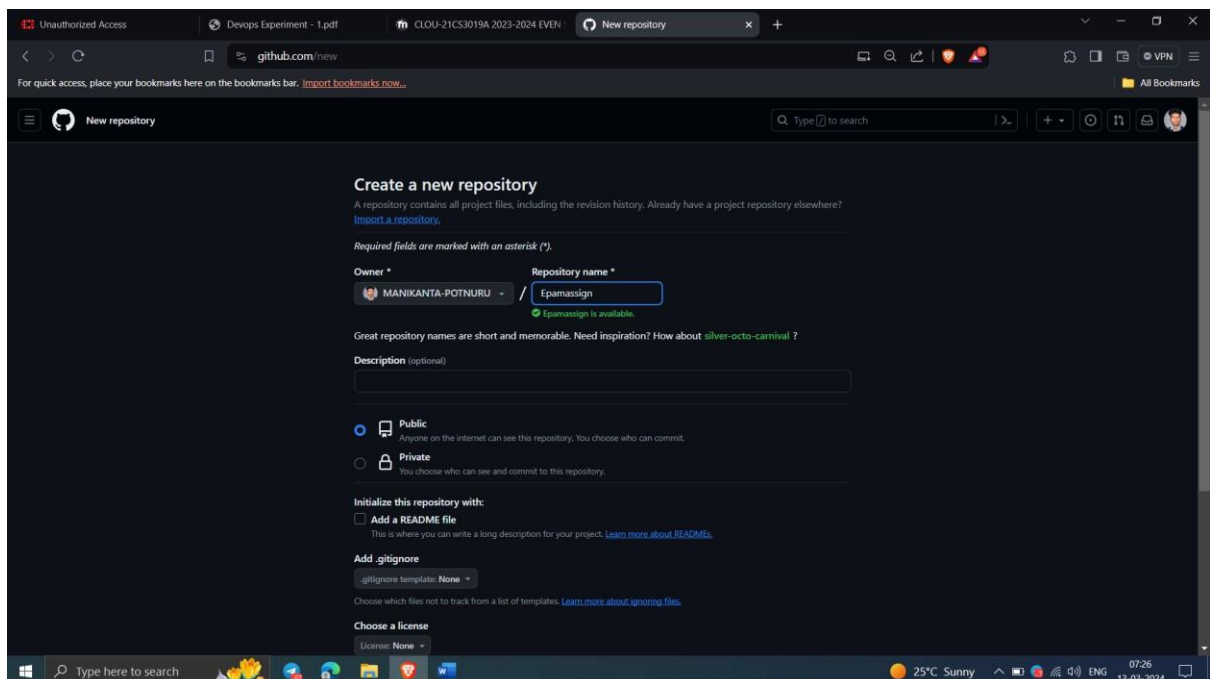 Unauthorized Access
Devops Experiment - 1.pdf
CLOU-21CS3019A 2023-2024 EVEN
New repository
github.com/new
VPN
For quick access, place your bookmarks here on the bookmarks bar. Import bookmarks now...
All Bookmarks
New repository
Type / to search
Create a new repository
A repository contains all project files, including the revision history. Already have a project repository elsewhere?
Import a repository.
Required fields are marked with an asterisk (*).
Owner * Repository name *
MANIKANTA-POTNURU / Epamassign
Epamassign is available.
Great repository names are short and memorable. Need inspiration? How about silver-octo-carnival ?
Description (optional)
Public
Anyone on the internet can see this repository. You choose who can commit.
Private
You choose who can see and commit to this repository.
Initialize this repository with:
Add a README file
This is where you can write a long description for your project. Learn more about READMEs.
Add .gitignore
.gitignore template: None
Choose which files not to track from a list of templates. Learn more about ignoring files.
Choose a license
License: None
Type here to search
25°C Sunny
ENG
07:26
13-03-2024